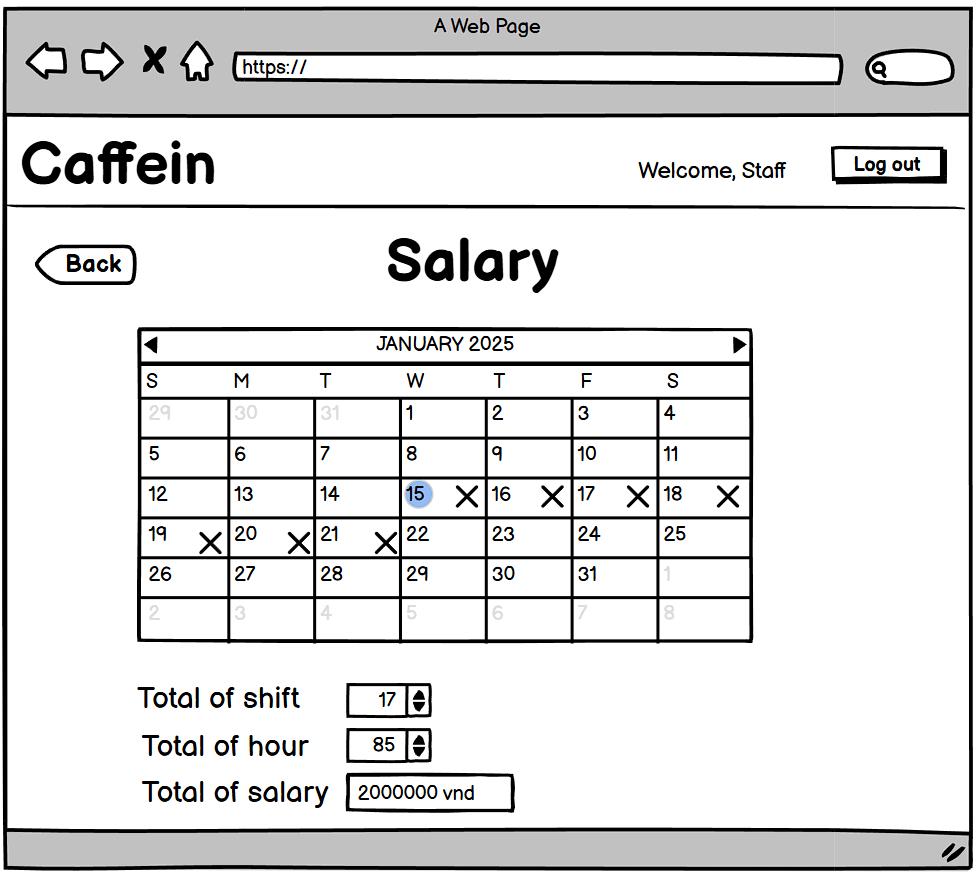 A Web Page
https://
Caffein
Welcome, Staff
Log out
Back
Salary
JANUARY 2025
S M T W T F S
29 30 31 1 2 3 4
5 6 7 8 9 10 11
12 13 14 15 16 17 18
19 20 21 22 23 24 25
26 27 28 29 30 31 1
2 3 4 5 6 7 8
Total of shift 17
Total of hour 85
Total of salary 2000000 vnd